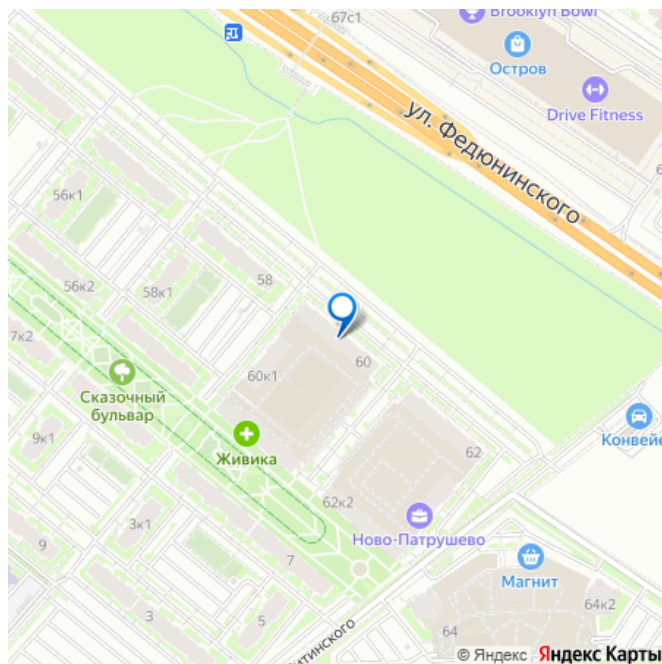 67с1
Brooklyn Bowl
Остров
Drive Fitness
ул. Федюнинского
56к1
58
56к2
58к1
7к2
60
60к1
Сказочный
бульвар
9к1
Живика
Конвейе
62
62к2
3к1
Ново-Патрушево
9
7
Магнит
3
5
64к2
64
итинского
© Яндекс Яндекс Карты